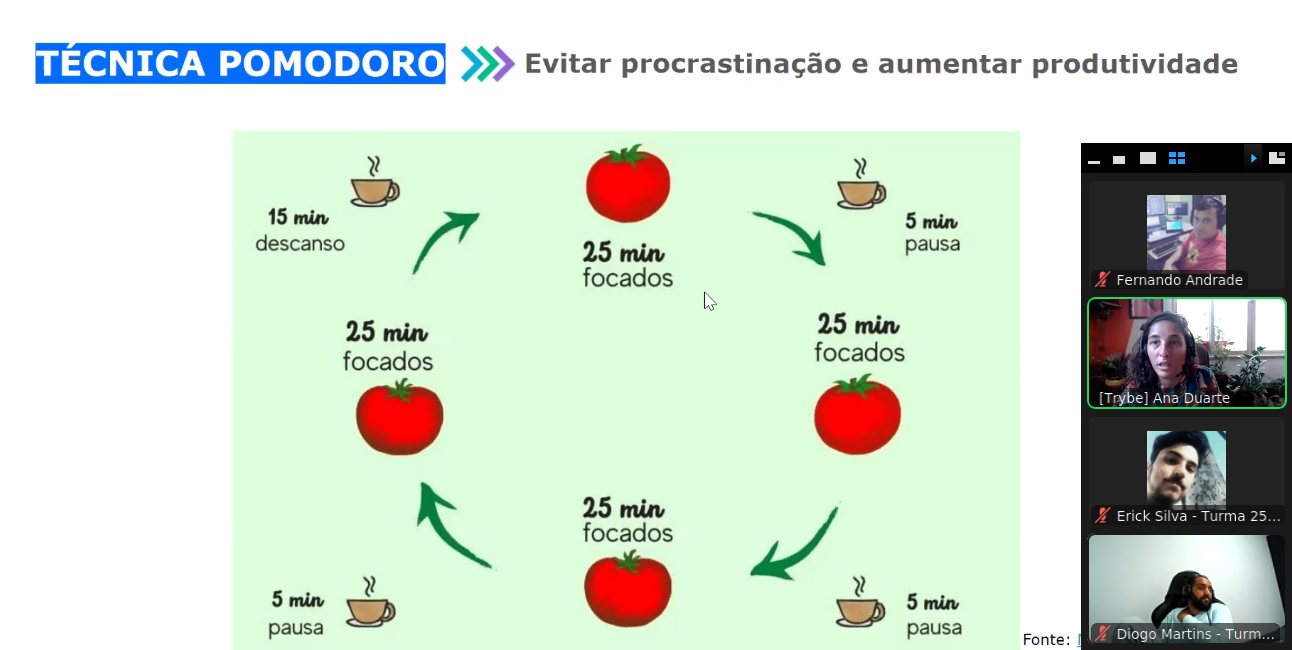 TÉCNICA POMODORO
Evitar procrastinação e aumentar produtividade
15 min
descanso
25 min
focados
5 min
pausa
25 min
focados
25 min
focados
25 min
focados
5 min
pausa
5 min
pausa
Fonte:
Fernando Andrade
[Trybe] Ana Duarte
Erick Silva - Turma 25...
Diogo Martins - Turm...